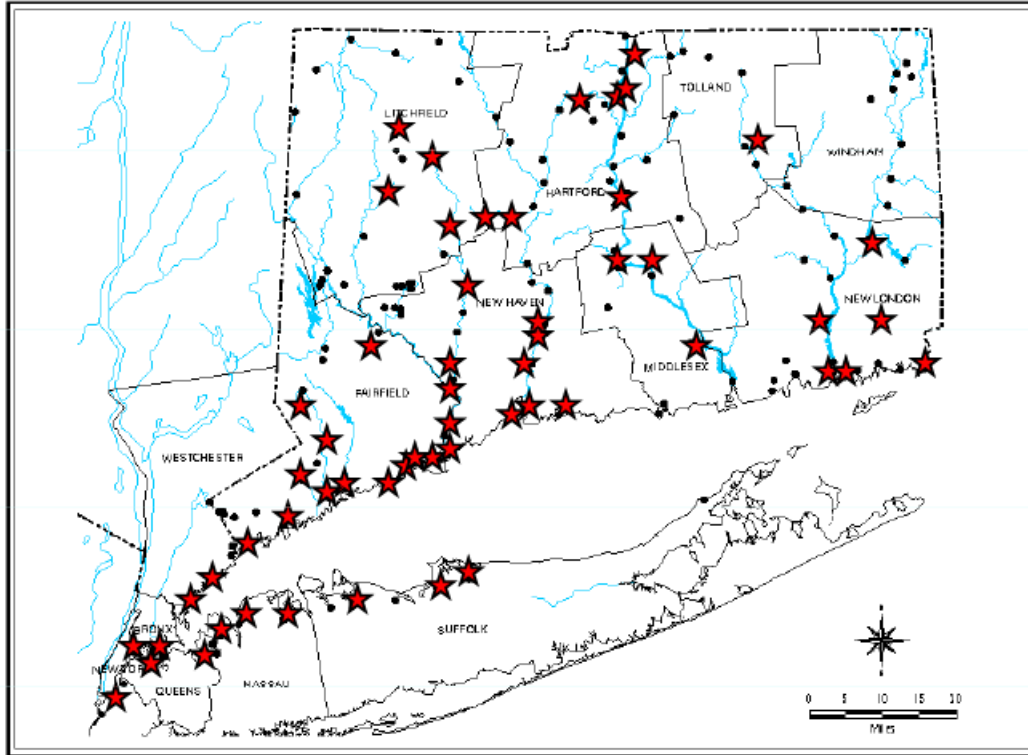 TOLLAND
LITCHFIELD
WINDHAM
HARTFORD
NEW HAVEN
NEW LONDON
MIDDLESEX
FAIRFIELD
WESTCHESTER
BRONX
SUFFOLK
QUEENS
NASSAU
0 5 10 20
Miles